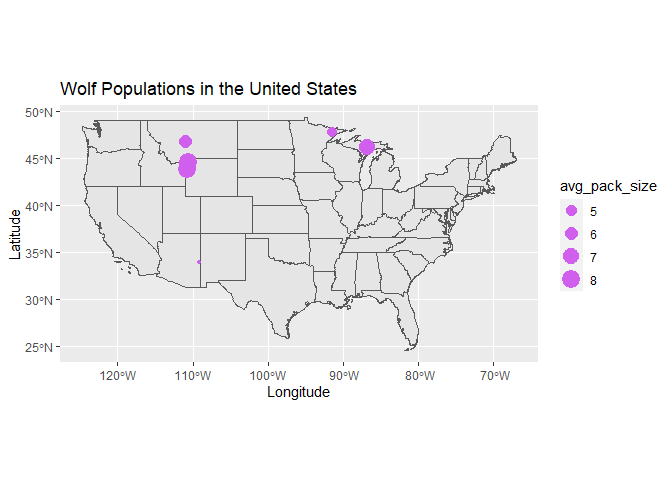 Wolf Populations in the United States
50°N
45°N
40°N
35°N
30°N
25°N
Latitude
120°W
110°W
100°W
90°W
80°W
70°W
Longitude
avg_pack_size
5
6
7
8